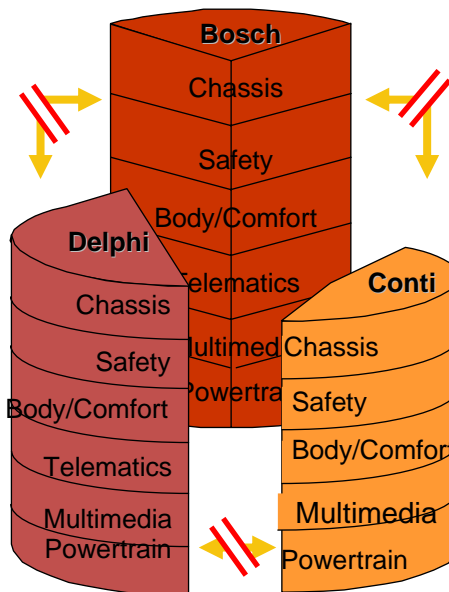 Bosch
Chassis
Safety
Body/Comfort
Telematics
Multimed
Powertra
Delphi
Chassis
Safety
Body/Comfort
Telematics
Multimedia
Powertrain
Conti
Chassis
Safety
Body/Comfort
Multimedia
Powertrain